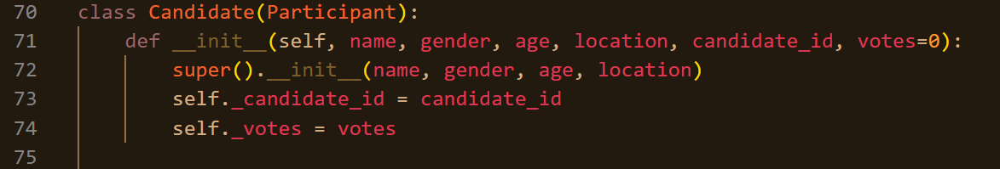 70 class Candidate(Participant):
71     def __init__(self, name, gender, age, location, candidate_id, votes=0):
72         super().__init__(name, gender, age, location)
73         self._candidate_id = candidate_id
74         self._votes = votes
75